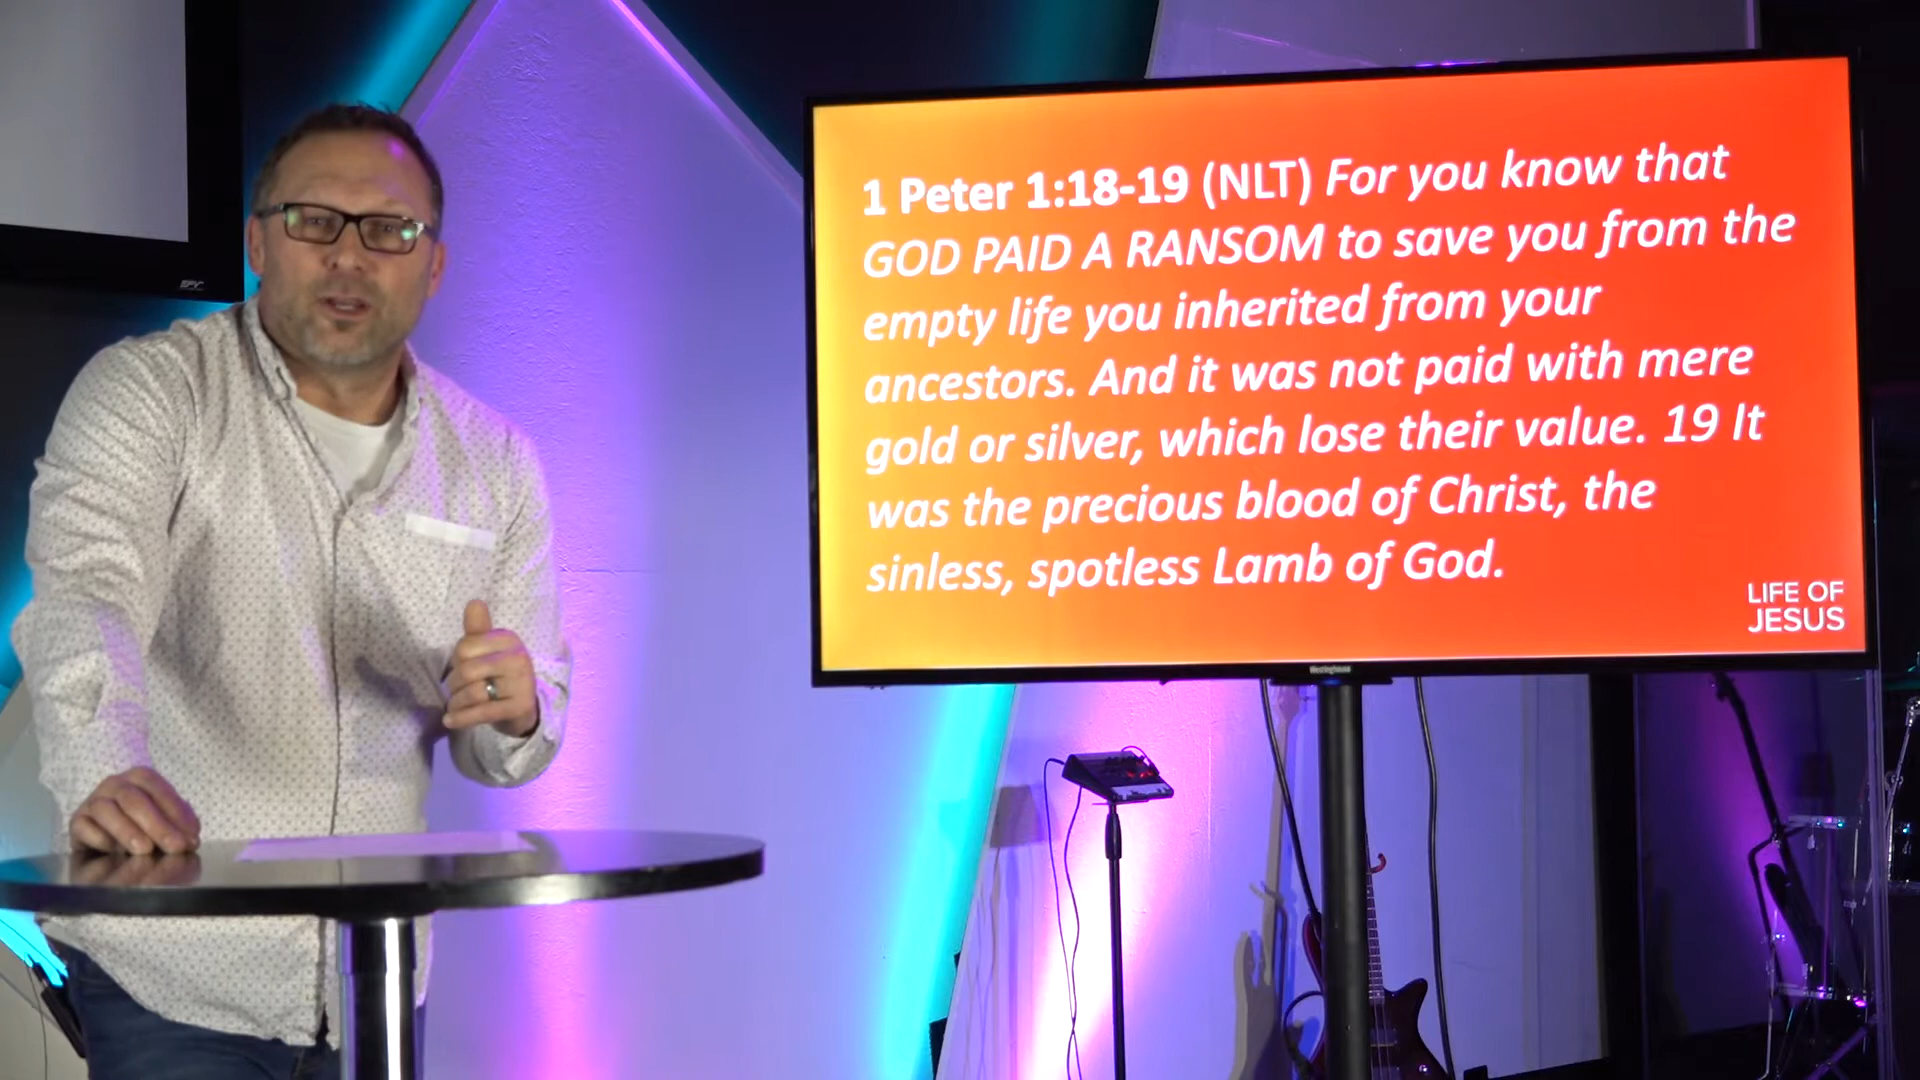 1 Peter 1:18-19 (NLT) For you know that
GOD PAID A RANSOM to save you from the
empty life you inherited from your
ancestors. And it was not paid with mere
gold or silver, which lose their value. 19 It
was the precious blood of Christ, the
sinless, spotless Lamb of God.
LIFE OF
JESUS
Westinghouse